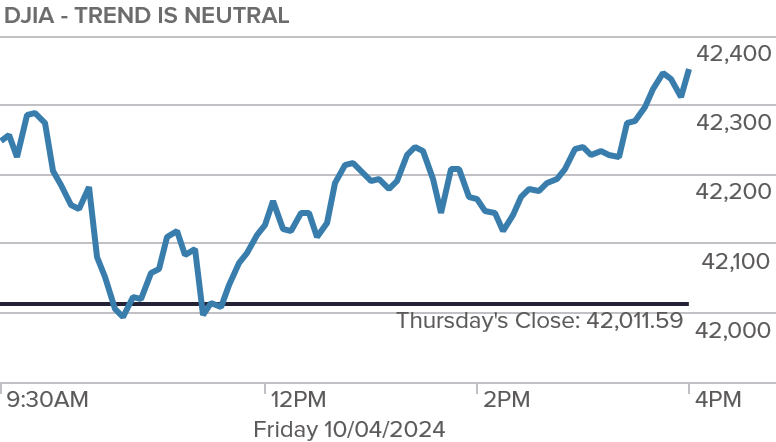 DJIA - TREND IS NEUTRAL
42,400
42,300
42,200
42,100
Thursday's Close: 42,011.59
42,000
9:30AM 12PM 2PM 4PM
Friday 10/04/2024